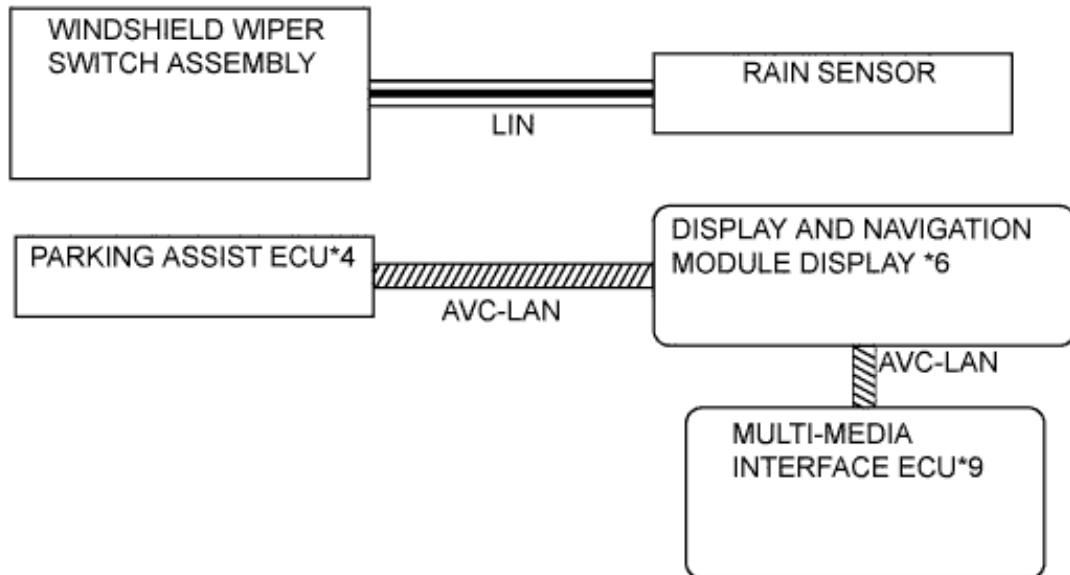 WINDSHIELD WIPER
SWITCH ASSEMBLY
RAIN SENSOR
LIN
PARKING ASSIST ECU*4
DISPLAY AND NAVIGATION
MODULE DISPLAY *6
AVC-LAN
AVC-LAN
MULTI-MEDIA
INTERFACE ECU*9